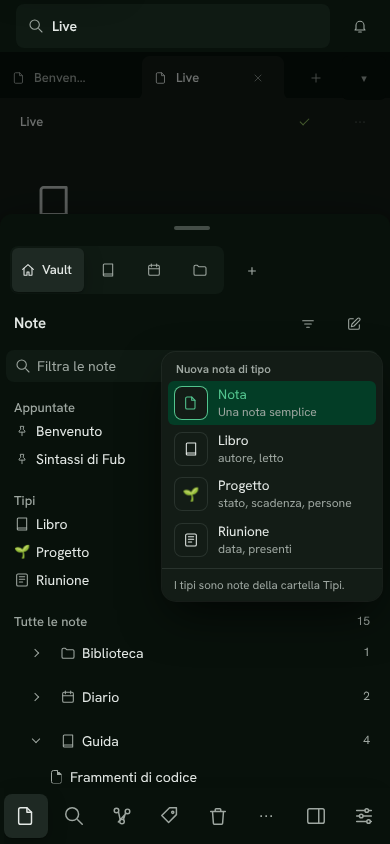 Live
Benven...
Live
Live
Vault
Note
Filtra le note
Nuova nota di tipo
Nota
Una nota semplice
Libro
autore, letto
Progetto
stato, scadenza, persone
Riunione
data, presenti
I tipi sono note della cartella Tipi.
Appuntate
Benvenuto
Sintassi di Fub
Tipi
Libro
Progetto
Riunione
Tutte le note 15
Biblioteca 1
Diario 2
Guida 4
Frammenti di codice